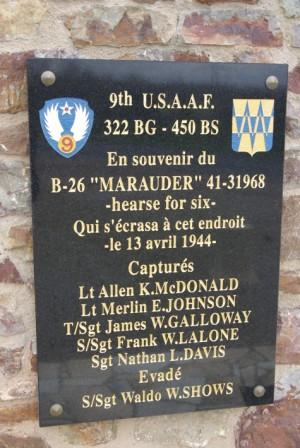 9th U.S.A.A.F.
322 BG - 450 BS
9
En souvenir du
B-26 "MARAUDER" 41-31968
-hearse for six-
Qui s'écrasa à cet endroit
-le 13 avril 1944-
Capturés
Lt Allen K.McDONALD
Lt Merlin E.JOHNSON
T/Sgt James W.GALLOWAY
S/Sgt Frank W.LALONE
Sgt Nathan L.DAVIS
Evadé
S/Sgt Waldo W.SHOWS